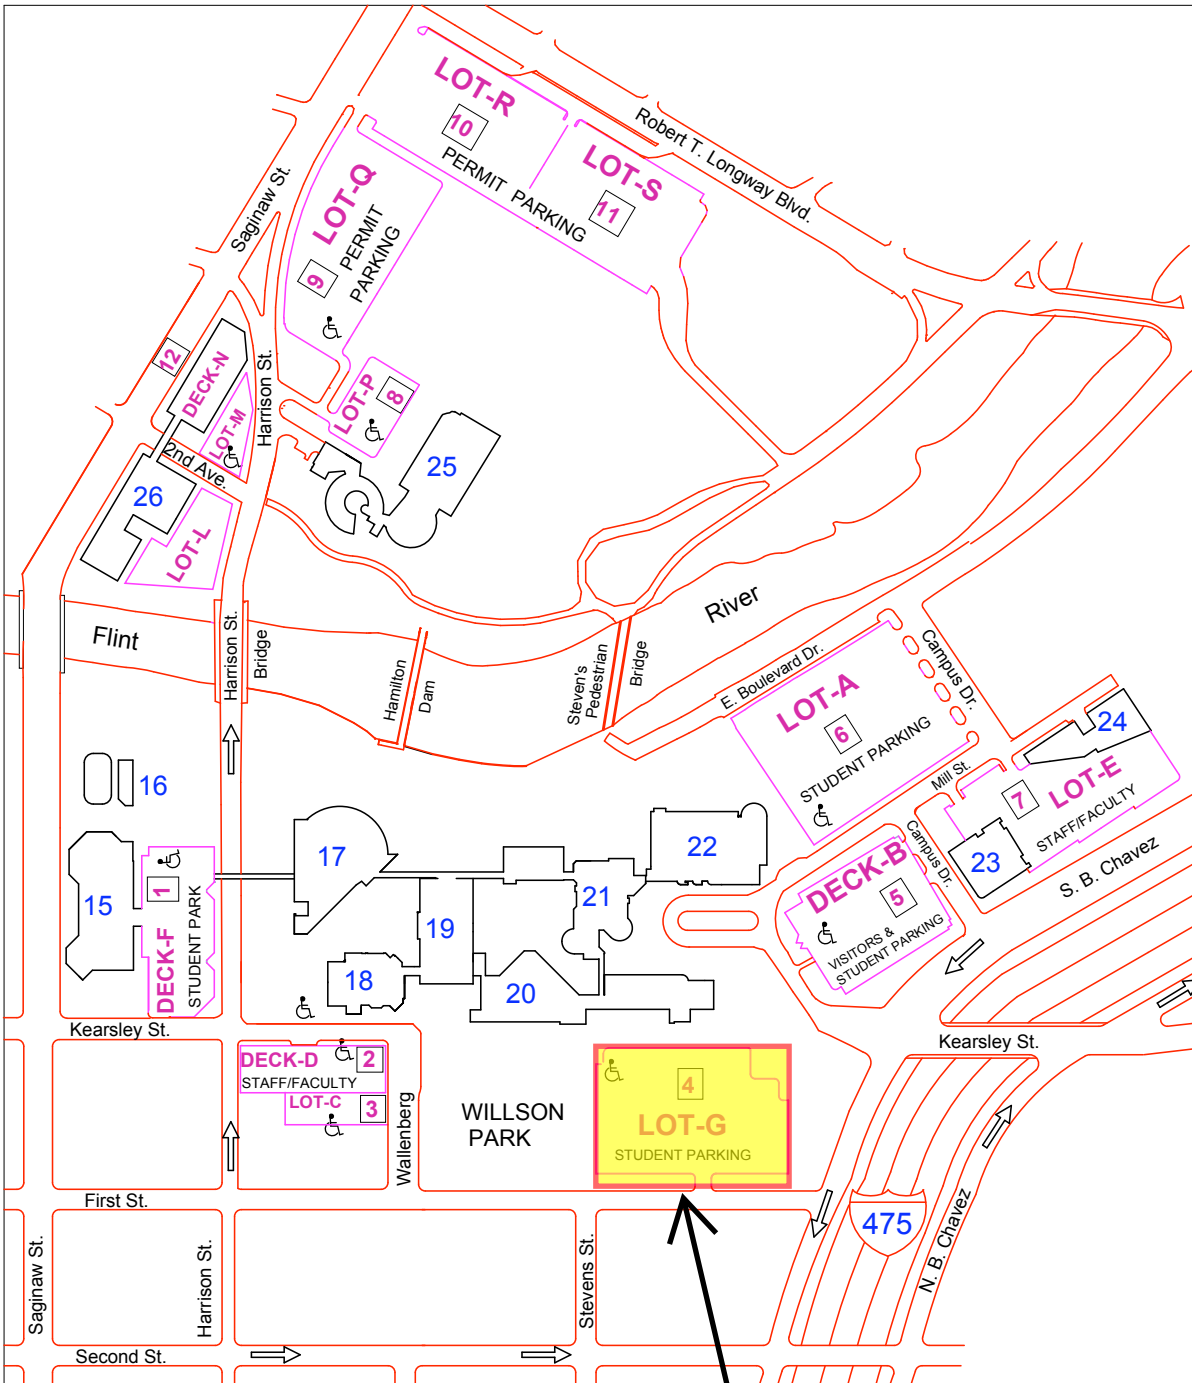 LOT-R
10
PERMIT PARKING
LOT-S
11
Robert T. Longway Blvd.
Saginaw St.
LOT-Q
9
PERMIT
PARKING
12
DECK-N
LOT-M
Harrison St.
LOT-P
8
2nd Ave.
25
26
LOT-L
Flint
River
Harrison St.
Bridge
Hamilton
Dam
Steven's
Pedestrian
Bridge
E. Boulevard Dr.
Campus Dr.
LOT-A
6
STUDENT PARKING
24
Mill St.
7
LOT-E
STAFF/FACULTY
16
15
1
DECK-F
STUDENT PARK
17
22
21
19
18
20
Campus Dr.
23
S. B. Chavez
DECK-B
5
VISITORS &
STUDENT PARKING
Kearsley St.
Kearsley St.
DECK-D
2
STAFF/FACULTY
LOT-C
3
Wallenberg
WILLSON
PARK
4
LOT-G
STUDENT PARKING
First St.
475
N. B. Chavez
Saginaw St.
Harrison St.
Stevens St.
Second St.